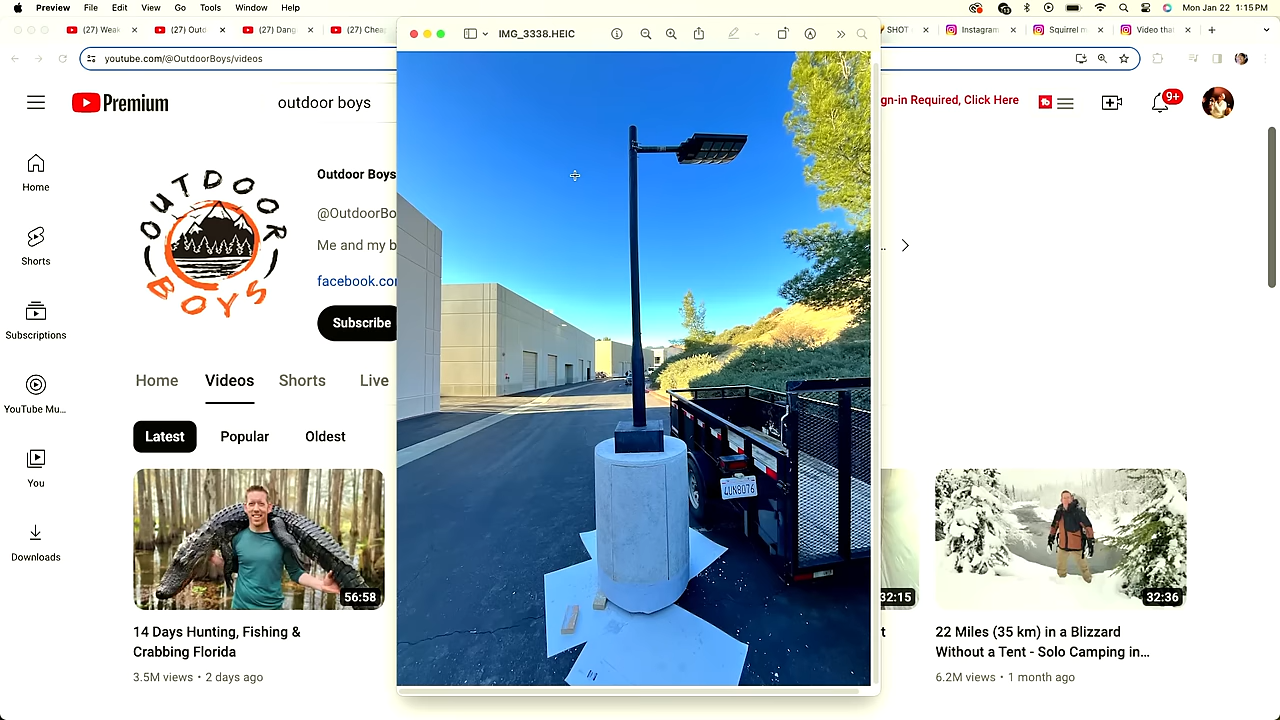 Preview File Edit View Go Tools Window Help
Mon Jan 22 1:15 PM
(27) Weak
(27) Outd
(27) Dang
(27) Chea
IMG_3338.HEIC
SHOT
Instagram
Squirrel n
Video tha
youtube.com/@OutdoorBoys/videos
Premium
outdoor boys
gn-in Required, Click Here
9+
Home
Shorts
Subscriptions
YouTube Mu...
You
Downloads
OUTDOOR
BOYS
Outdoor Boys
@OutdoorBo
Me and my b
...
facebook.co
Subscribe
Home Videos Shorts Live
Latest Popular Oldest
4UN8076
56:58
32:15
32:36
14 Days Hunting, Fishing &
Crabbing Florida
3.5M views • 2 days ago
t
22 Miles (35 km) in a Blizzard
Without a Tent - Solo Camping in...
6.2M views • 1 month ago